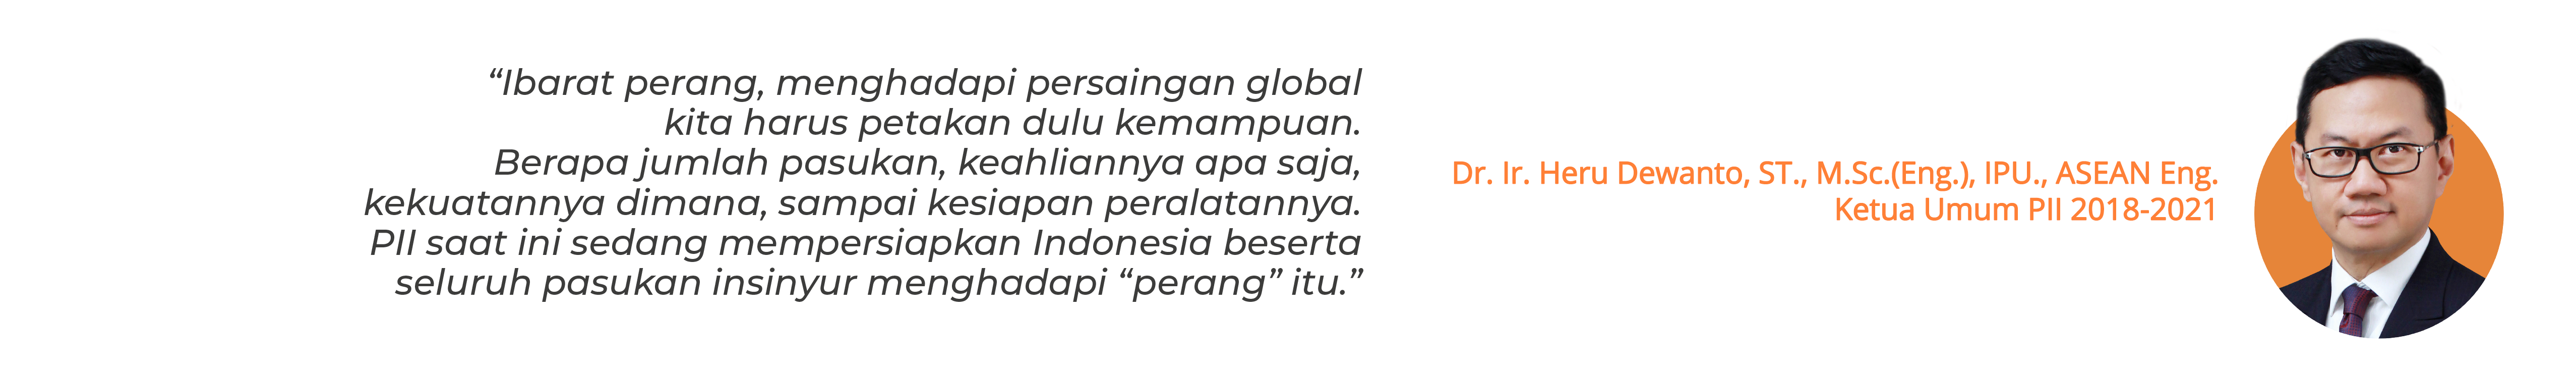 “Ibarat perang, menghadapi persaingan global
kita harus petakan dulu kemampuan.
Berapa jumlah pasukan, keahliannya apa saja,
kekuatannya dimana, sampai kesiapan peralatannya.
PII saat ini sedang mempersiapkan Indonesia beserta
seluruh pasukan insinyur menghadapi “perang” itu.”
Dr. Ir. Heru Dewanto, ST., M.Sc.(Eng.), IPU., ASEAN Eng.
Ketua Umum PII 2018-2021